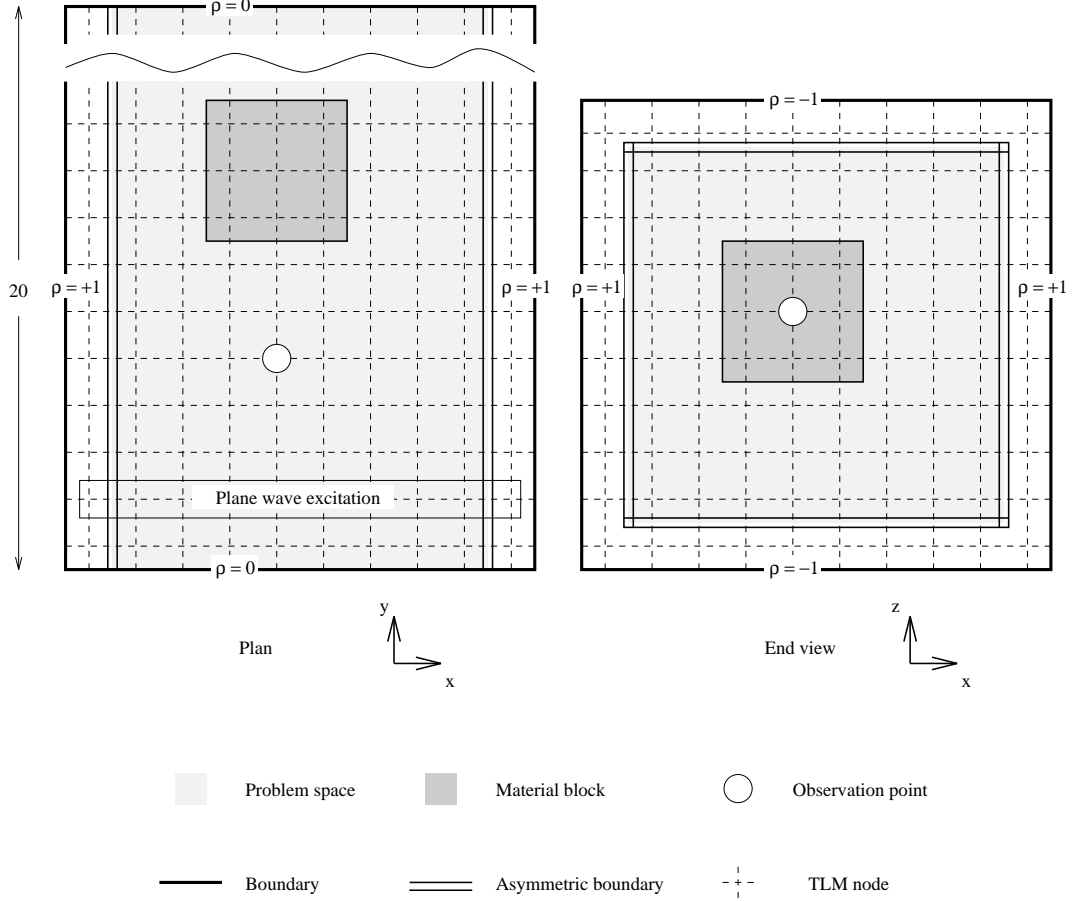 ρ = 0
ρ = −1
20
ρ = +1
ρ = +1
ρ = +1
ρ = +1
Plane wave excitation
ρ = 0
ρ = −1
y
z
Plan
End view
x
x
Problem space
Material block
Observation point
Boundary
Asymmetric boundary
TLM node